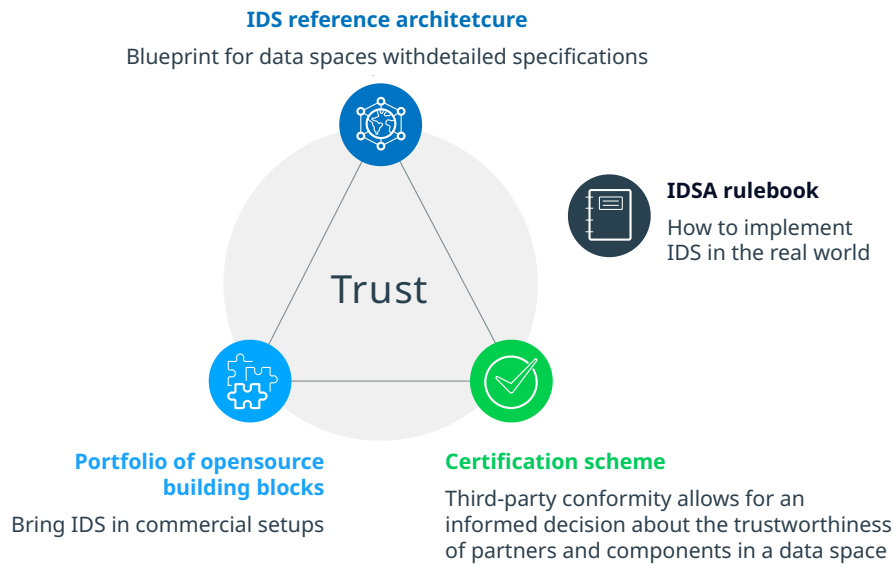 IDS reference architetcure
Blueprint for data spaces withdetailed specifications
IDSA rulebook
How to implement
IDS in the real world
Trust
Portfolio of opensource
building blocks
Bring IDS in commercial setups
Certification scheme
Third-party conformity allows for an
informed decision about the trustworthiness
of partners and components in a data space